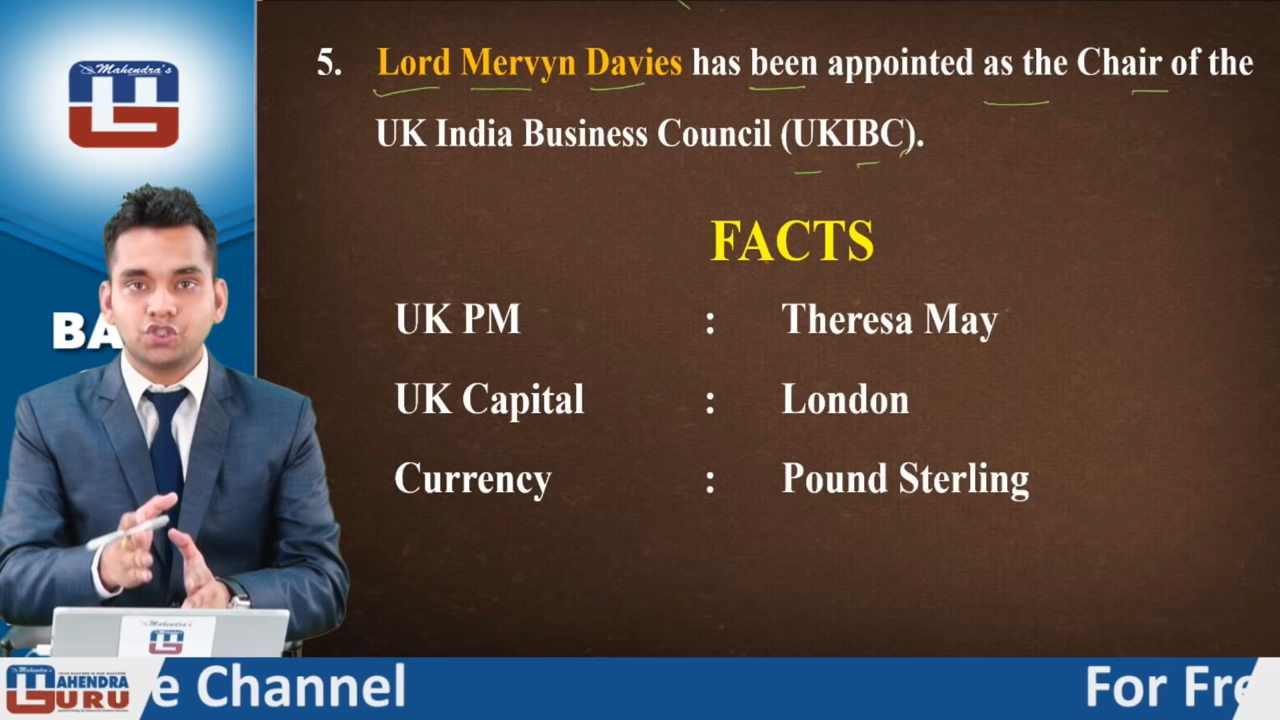 Mahendra's
5. Lord Mervyn Davies has been appointed as the Chair of the
UK India Business Council (UKIBC).
FACTS
UK PM : Theresa May
UK Capital : London
Currency : Pound Sterling
BA
Mahendra's
Mahendra's
MAHENDRA
GURU
e Channel
For Fre